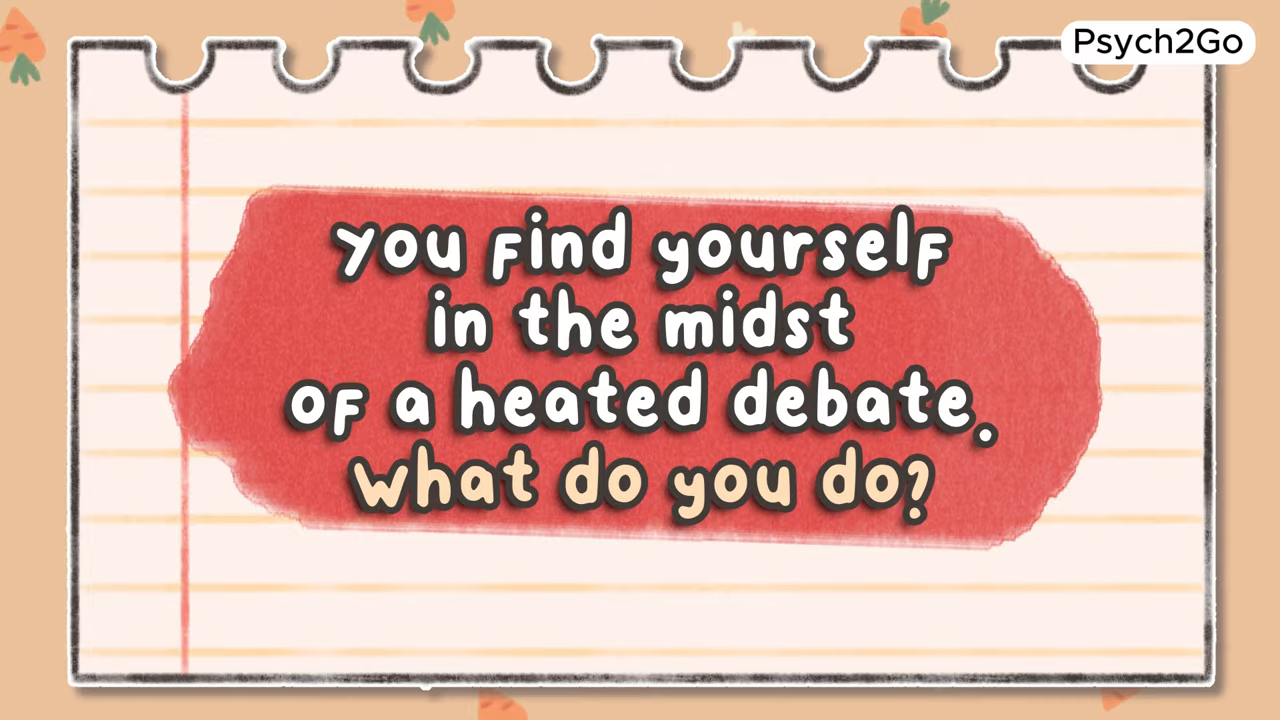 Psych2Go
you find yourself
in the midst
of a heated debate.
what do you do?